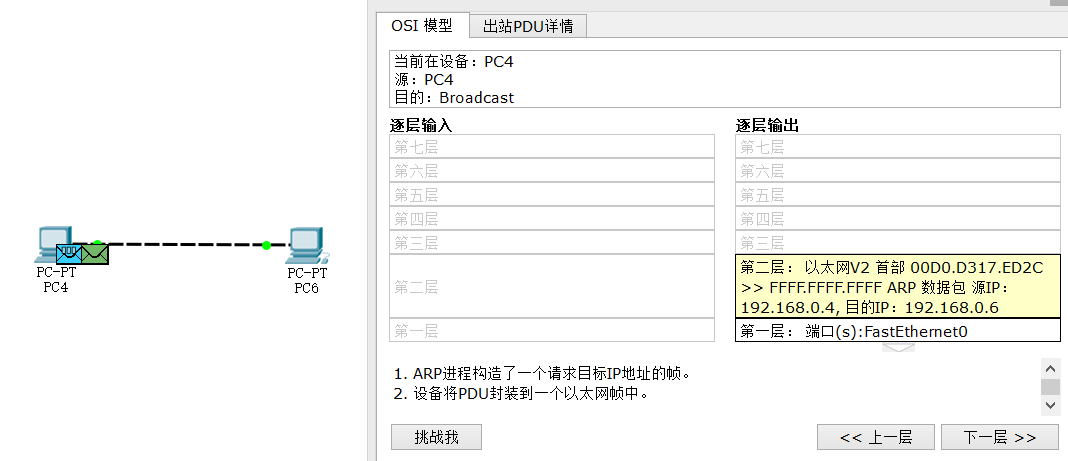 OSI 模型
出站PDU详情
当前在设备：PC4
源：PC4
目的：Broadcast
逐层输入
逐层输出
第七层
第七层
第六层
第六层
第五层
第五层
第四层
第四层
第三层
第三层
第二层
第二层： 以太网V2 首部 00D0.D317.ED2C
>> FFFF.FFFF.FFFF ARP 数据包 源IP：
192.168.0.4, 目的IP：192.168.0.6
第一层
第一层： 端口(s):FastEthernet0
1. ARP进程构造了一个请求目标IP地址的帧。
2. 设备将PDU封装到一个以太网帧中。
挑战我
<< 上一层
下一层 >>
PC-PT
PC4
PC-PT
PC6